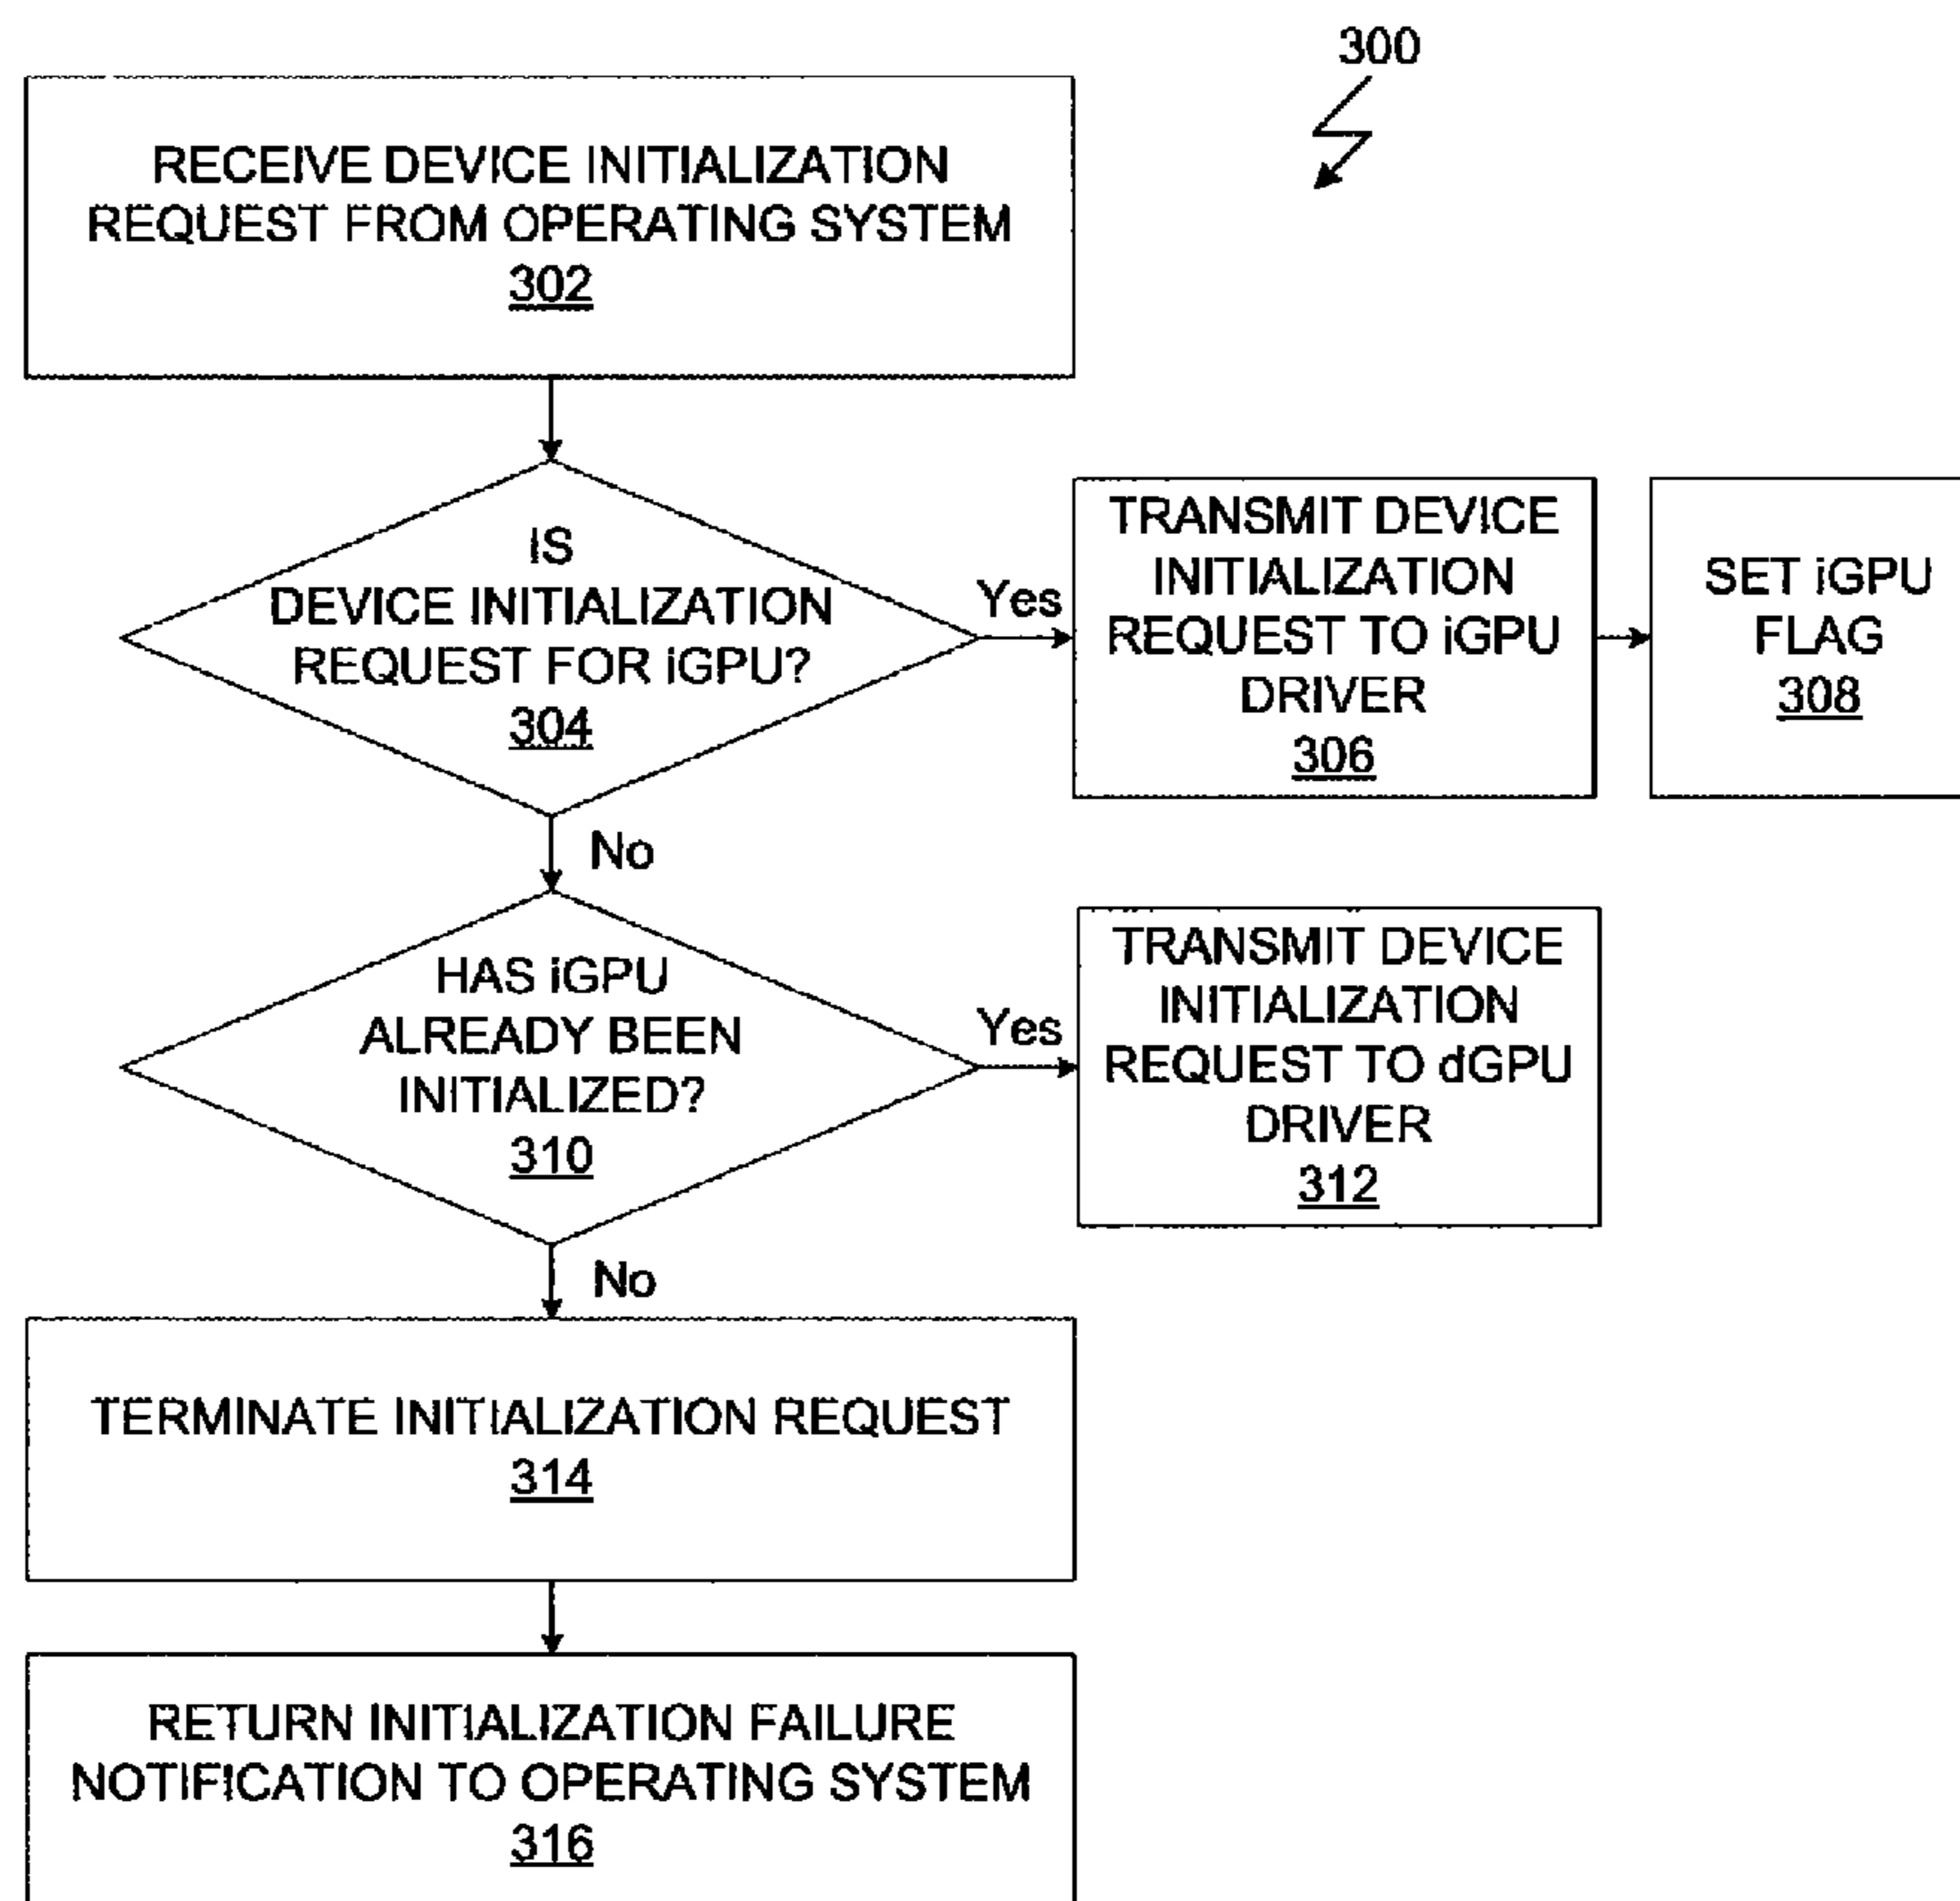 300
RECEIVE DEVICE INITIALIZATION
REQUEST FROM OPERATING SYSTEM
302
IS
DEVICE INITIALIZATION
REQUEST FOR iGPU?
304
Yes
TRANSMIT DEVICE
INITIALIZATION
REQUEST TO iGPU
DRIVER
306
SET iGPU
FLAG
308
No
HAS iGPU
ALREADY BEEN
INITIALIZED?
310
Yes
TRANSMIT DEVICE
INITIALIZATION
REQUEST TO dGPU
DRIVER
312
No
TERMINATE INITIALIZATION REQUEST
314
RETURN INITIALIZATION FAILURE
NOTIFICATION TO OPERATING SYSTEM
316